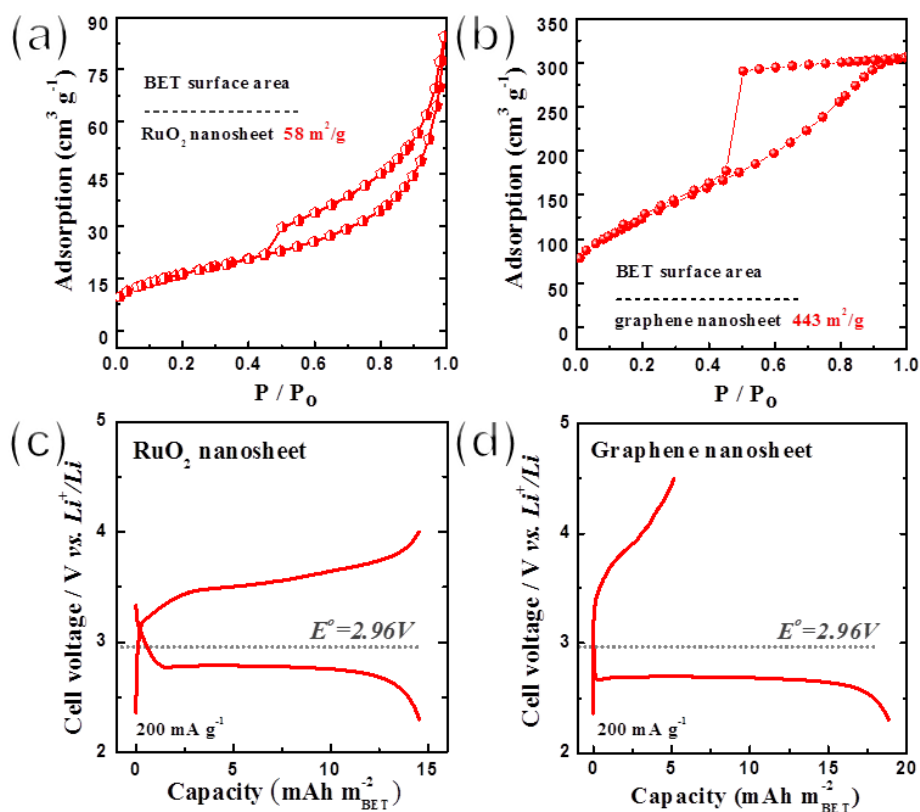 (a)
Adsorption (cm³ g⁻¹)
90
75
60
45
30
15
0
BET surface area
RuO₂ nanosheet 58 m²/g
0.0 0.2 0.4 0.6 0.8 1.0
P / Pₒ
(b)
Adsorption (cm³ g⁻¹)
350
300
250
200
150
100
50
0
BET surface area
graphene nanosheet 443 m²/g
0.0 0.2 0.4 0.6 0.8 1.0
P / Pₒ
(c)
Cell voltage / V vs. Li⁺/Li
5
4
3
2
RuO₂ nanosheet
Eº=2.96V
200 mA g⁻¹
0 5 10 15
Capacity (mAh m⁻²BET)
(d)
Cell voltage / V vs. Li⁺/Li
5
4
3
2
Graphene nanosheet
Eº=2.96V
200 mA g⁻¹
0 5 10 15 20
Capacity (mAh m⁻²BET)